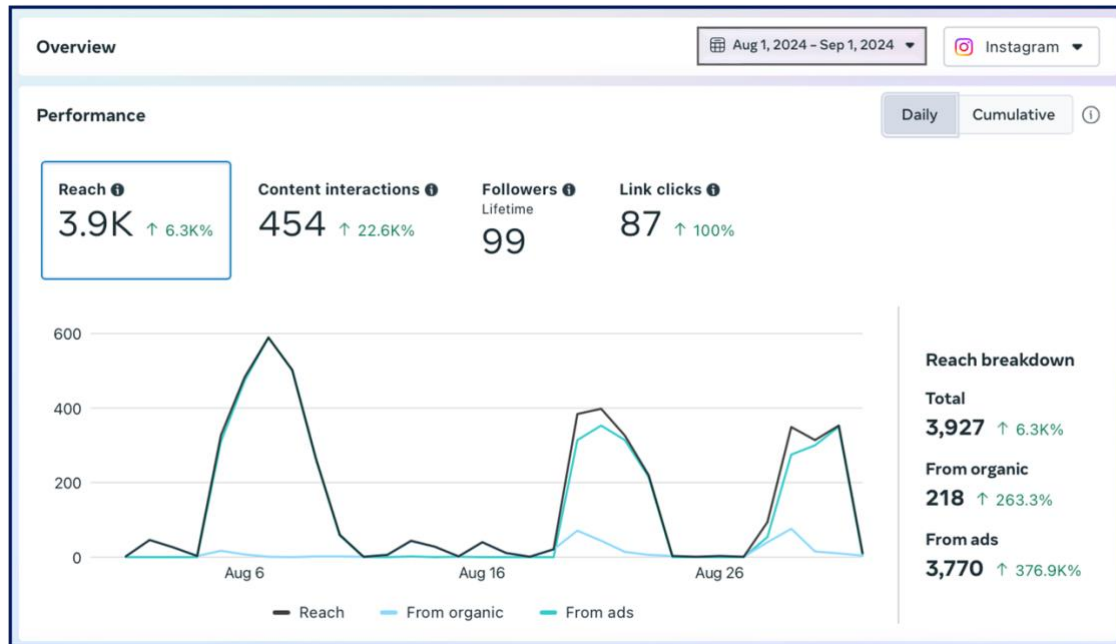 Overview
Aug 1, 2024 – Sep 1, 2024
Instagram
Performance
Daily
Cumulative
Reach
3.9K ↑ 6.3K%
Content interactions
454 ↑ 22.6K%
Followers
Lifetime
99
Link clicks
87 ↑ 100%
600
400
200
0
Aug 6
Aug 16
Aug 26
Reach
From organic
From ads
Reach breakdown
Total
3,927 ↑ 6.3K%
From organic
218 ↑ 263.3%
From ads
3,770 ↑ 376.9K%